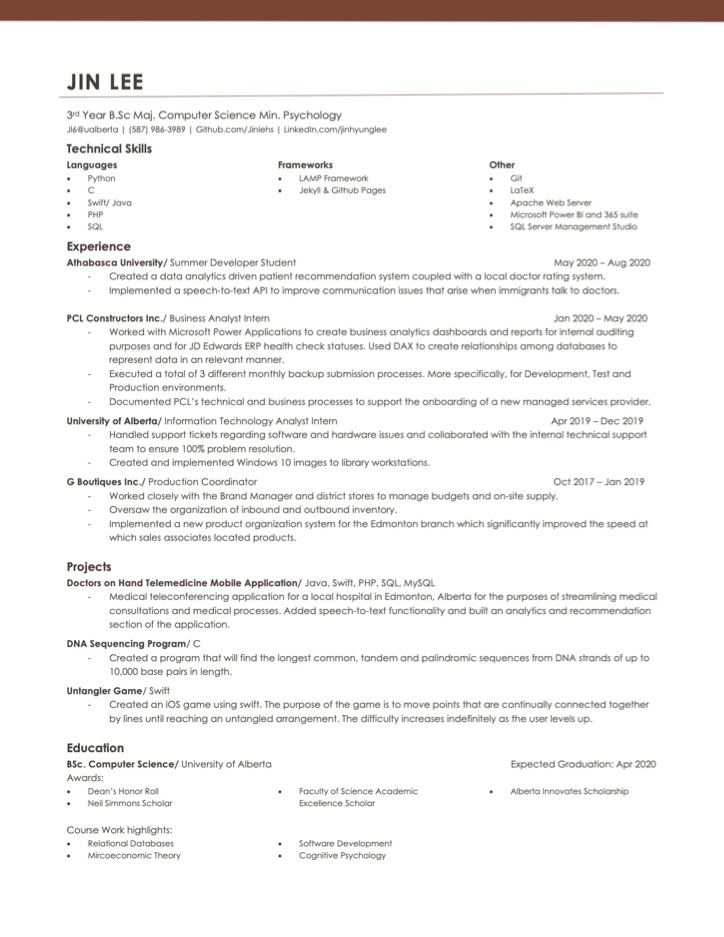 JIN LEE
3rd Year B.Sc Maj. Computer Science Min. Psychology
Jl6@ualberta | (587) 986-3989 | Github.com/Jinlehs | LinkedIn.com/jinhyunglee
Technical Skills
Languages
• Python
• C
• Swift/ Java
• PHP
• SQL
Frameworks
• LAMP Framework
• Jekyll & Github Pages
Other
• Git
• LaTeX
• Apache Web Server
• Microsoft Power BI and 365 suite
• SQL Server Management Studio
Experience
Athabasca University/ Summer Developer Student May 2020 – Aug 2020
- Created a data analytics driven patient recommendation system coupled with a local doctor rating system.
- Implemented a speech-to-text API to improve communication issues that arise when immigrants talk to doctors.
PCL Constructors Inc./ Business Analyst Intern Jan 2020 – May 2020
- Worked with Microsoft Power Applications to create business analytics dashboards and reports for internal auditing
purposes and for JD Edwards ERP health check statuses. Used DAX to create relationships among databases to
represent data in an relevant manner.
- Executed a total of 3 different monthly backup submission processes. More specifically, for Development, Test and
Production environments.
- Documented PCL's technical and business processes to support the onboarding of a new managed services provider.
University of Alberta/ Information Technology Analyst Intern Apr 2019 – Dec 2019
- Handled support tickets regarding software and hardware issues and collaborated with the internal technical support
team to ensure 100% problem resolution.
- Created and implemented Windows 10 images to library workstations.
G Boutiques Inc./ Production Coordinator Oct 2017 – Jan 2019
- Worked closely with the Brand Manager and district stores to manage budgets and on-site supply.
- Oversaw the organization of inbound and outbound inventory.
- Implemented a new product organization system for the Edmonton branch which significantly improved the speed at
which sales associates located products.
Projects
Doctors on Hand Telemedicine Mobile Application/ Java, Swift, PHP, SQL, MySQL
- Medical teleconferencing application for a local hospital in Edmonton, Alberta for the purposes of streamlining medical
consultations and medical processes. Added speech-to-text functionality and built an analytics and recommendation
section of the application.
DNA Sequencing Program/ C
- Created a program that will find the longest common, tandem and palindromic sequences from DNA strands of up to
10,000 base pairs in length.
Untangler Game/ Swift
- Created an iOS game using swift. The purpose of the game is to move points that are continually connected together
by lines until reaching an untangled arrangement. The difficulty increases indefinitely as the user levels up.
Education
BSc. Computer Science/ University of Alberta Expected Graduation: Apr 2020
Awards:
• Dean's Honor Roll
• Neil Simmons Scholar
• Faculty of Science Academic
Excellence Scholar
• Alberta Innovates Scholarship
Course Work highlights:
• Relational Databases
• Mircoeconomic Theory
• Software Development
• Cognitive Psychology